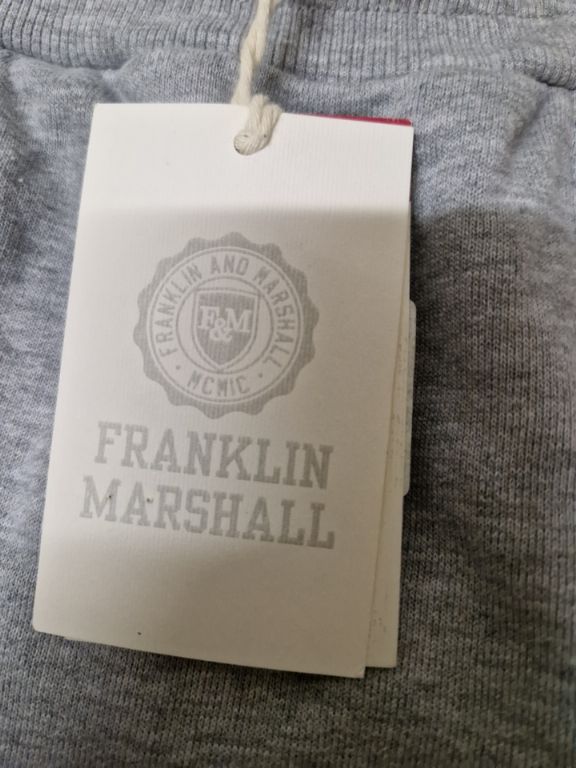 FRANKLIN AND MARSHALL
F&M
· MCMIC ·
FRANKLIN
MARSHALL